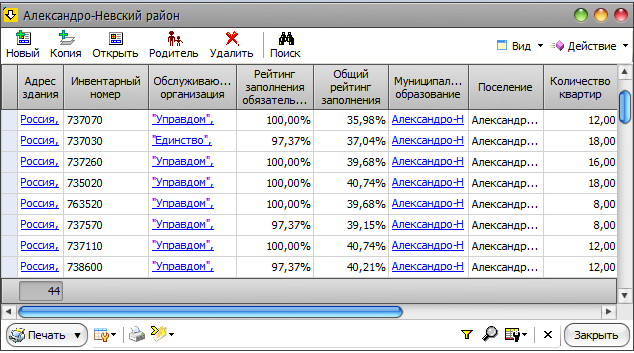 Александро-Невский район
Новый Копия Открыть Родитель Удалить Поиск Вид Действие
Адрес здания Инвентарный номер Обслуживаю... организация Рейтинг заполнения обязатель... Общий рейтинг заполнения Муниципал... образование Поселение Количество квартир
Россия, 737070 "Управдом", 100,00% 35,98% Александро-Н Александр... 12,00
Россия, 737030 "Единство", 97,37% 37,04% Александро-Н Александр... 18,00
Россия, 737260 "Управдом", 100,00% 39,68% Александро-Н Александр... 16,00
Россия, 735020 "Управдом", 100,00% 40,74% Александро-Н Александр... 18,00
Россия, 763520 "Управдом", 100,00% 39,68% Александро-Н Александр... 8,00
Россия, 737570 "Управдом", 97,37% 39,15% Александро-Н Александр... 8,00
Россия, 737110 "Управдом", 100,00% 40,74% Александро-Н Александр... 12,00
Россия, 738600 "Управдом", 97,37% 40,21% Александро-Н Александр... 12,00
44
Печать Закрыть